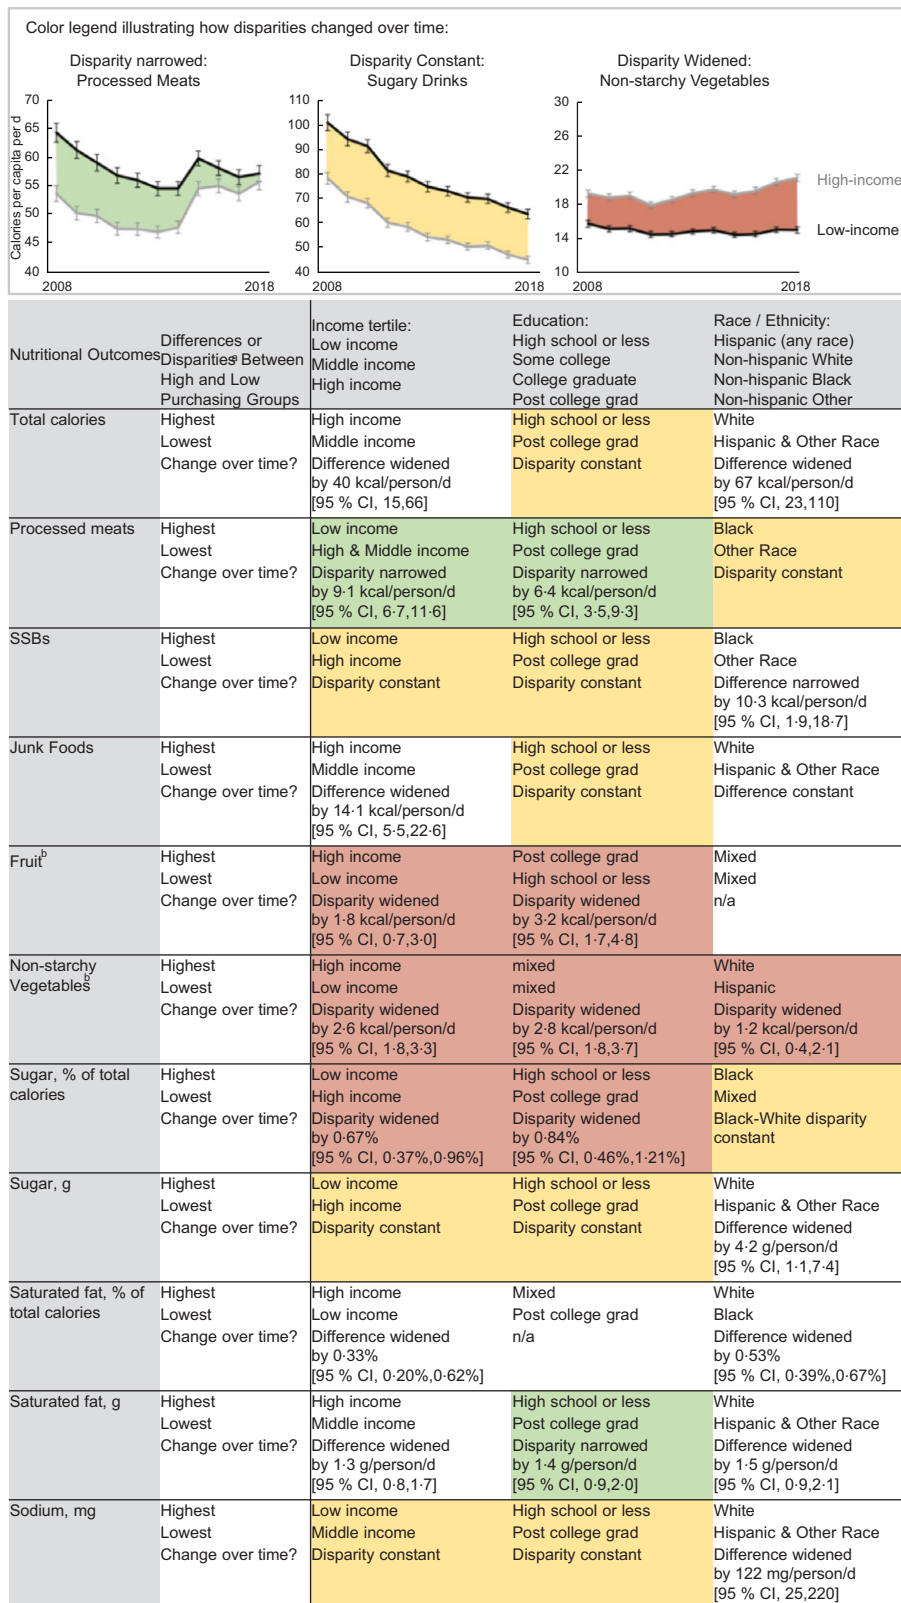 Color legend illustrating how disparities changed over time:
Disparity narrowed:
Processed Meats
Disparity Constant:
Sugary Drinks
Disparity Widened:
Non-starchy Vegetables
Calories per capita per d
70
65
60
55
50
45
40
2008
2018
110
100
90
80
70
60
50
40
2008
2018
30
26
22
18
14
10
2008
2018
High-income
Low-income
Nutritional Outcomes
Differences or
Disparities Between
High and Low
Purchasing Groups
Income tertile:
Low income
Middle income
High income
Education:
High school or less
Some college
College graduate
Post college grad
Race / Ethnicity:
Hispanic (any race)
Non-hispanic White
Non-hispanic Black
Non-hispanic Other
Total calories
Highest
Lowest
Change over time?
High income
Middle income
Difference widened
by 40 kcal/person/d
[95 % CI, 15,66]
High school or less
Post college grad
Disparity constant
White
Hispanic & Other Race
Difference widened
by 67 kcal/person/d
[95 % CI, 23,110]
Processed meats
Highest
Lowest
Change over time?
Low income
High & Middle income
Disparity narrowed
by 9·1 kcal/person/d
[95 % CI, 6·7,11·6]
High school or less
Post college grad
Disparity narrowed
by 6·4 kcal/person/d
[95 % CI, 3·5,9·3]
Black
Other Race
Disparity constant
SSBs
Highest
Lowest
Change over time?
Low income
High income
Disparity constant
High school or less
Post college grad
Disparity constant
Black
Other Race
Difference narrowed
by 10·3 kcal/person/d
[95 % CI, 1·9,18·7]
Junk Foods
Highest
Lowest
Change over time?
High income
Middle income
Difference widened
by 14·1 kcal/person/d
[95 % CI, 5·5,22·6]
High school or less
Post college grad
Disparity constant
White
Hispanic & Other Race
Difference constant
Fruit b
Highest
Lowest
Change over time?
High income
Low income
Disparity widened
by 1·8 kcal/person/d
[95 % CI, 0·7,3·0]
Post college grad
High school or less
Disparity widened
by 3·2 kcal/person/d
[95 % CI, 1·7,4·8]
Mixed
Mixed
n/a
Non-starchy
Vegetables b
Highest
Lowest
Change over time?
High income
Low income
Disparity widened
by 2·6 kcal/person/d
[95 % CI, 1·8,3·3]
mixed
mixed
Disparity widened
by 2·8 kcal/person/d
[95 % CI, 1·8,3·7]
White
Hispanic
Disparity widened
by 1·2 kcal/person/d
[95 % CI, 0·4,2·1]
Sugar, % of total
calories
Highest
Lowest
Change over time?
Low income
High income
Disparity widened
by 0·67%
[95 % CI, 0·37%,0·96%]
High school or less
Post college grad
Disparity widened
by 0·84%
[95 % CI, 0·46%,1·21%]
Black
Mixed
Black-White disparity
constant
Sugar, g
Highest
Lowest
Change over time?
Low income
High income
Disparity constant
High school or less
Post college grad
Disparity constant
White
Hispanic & Other Race
Difference widened
by 4·2 g/person/d
[95 % CI, 1·1,7·4]
Saturated fat, % of
total calories
Highest
Lowest
Change over time?
High income
Low income
Difference widened
by 0·33%
[95 % CI, 0·20%,0·62%]
Mixed
Post college grad
n/a
White
Black
Difference widened
by 0·53%
[95 % CI, 0·39%,0·67%]
Saturated fat, g
Highest
Lowest
Change over time?
High income
Middle income
Difference widened
by 1·3 g/person/d
[95 % CI, 0·8,1·7]
High school or less
Post college grad
Disparity narrowed
by 1·4 g/person/d
[95 % CI, 0·9,2·0]
White
Hispanic & Other Race
Difference widened
by 1·5 g/person/d
[95 % CI, 0·9,2·1]
Sodium, mg
Highest
Lowest
Change over time?
Low income
Middle income
Disparity constant
High school or less
Post college grad
Disparity constant
White
Hispanic & Other Race
Difference widened
by 122 mg/person/d
[95 % CI, 25,220]